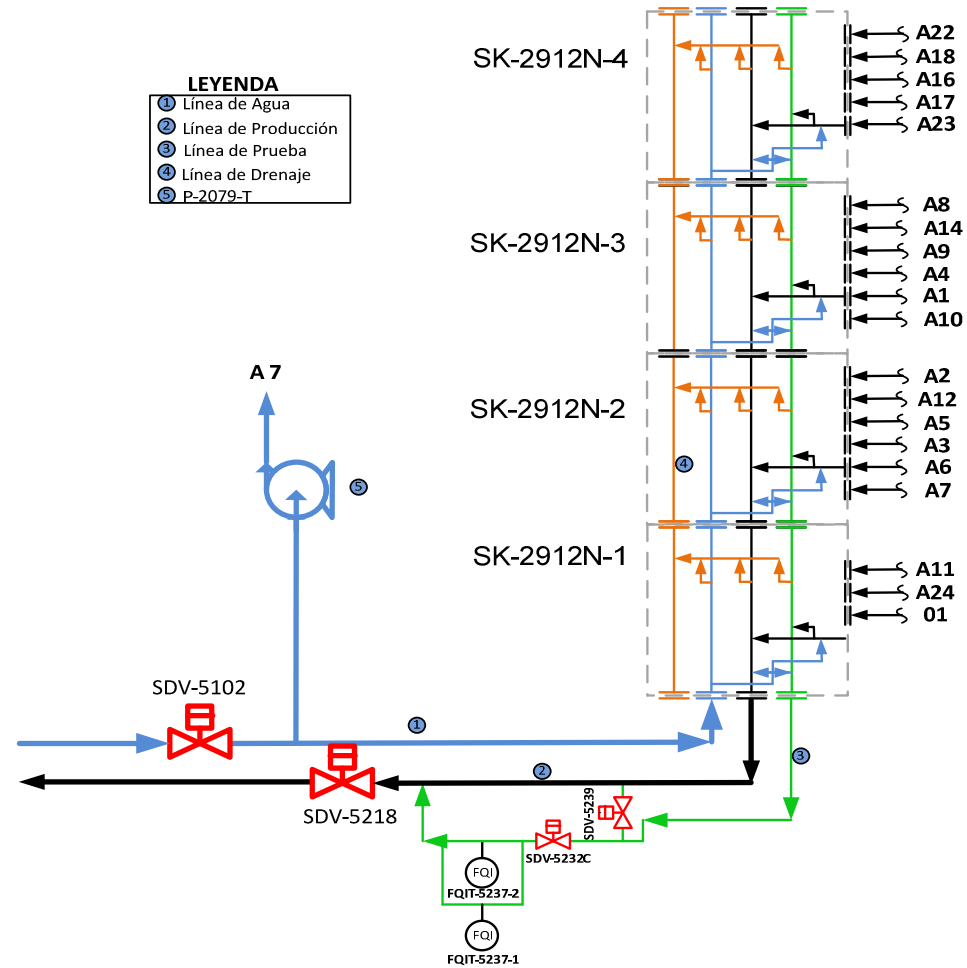 LEYENDA
1 Línea de Agua
2 Línea de Producción
3 Línea de Prueba
4 Línea de Drenaje
5 P-2079-T
SK-2912N-4
A22
A18
A16
A17
A23
SK-2912N-3
A8
A14
A9
A4
A1
A10
SK-2912N-2
A2
A12
A5
A3
A6
A7
4
A 7
5
SK-2912N-1
A11
A24
01
SDV-5102
1
2
3
SDV-5218
SDV-5239
SDV-5232C
FQI
FQIT-5237-2
FQI
FQIT-5237-1